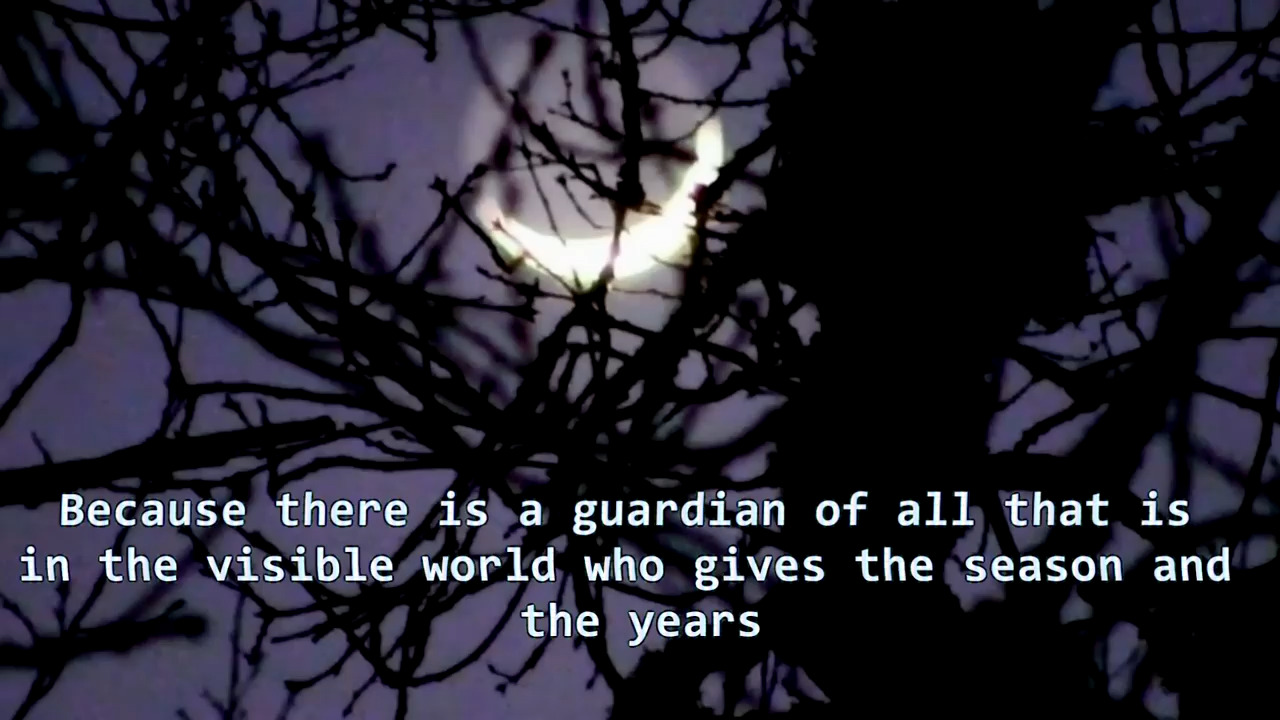 Because there is a guardian of all that is
in the visible world who gives the season and
the years